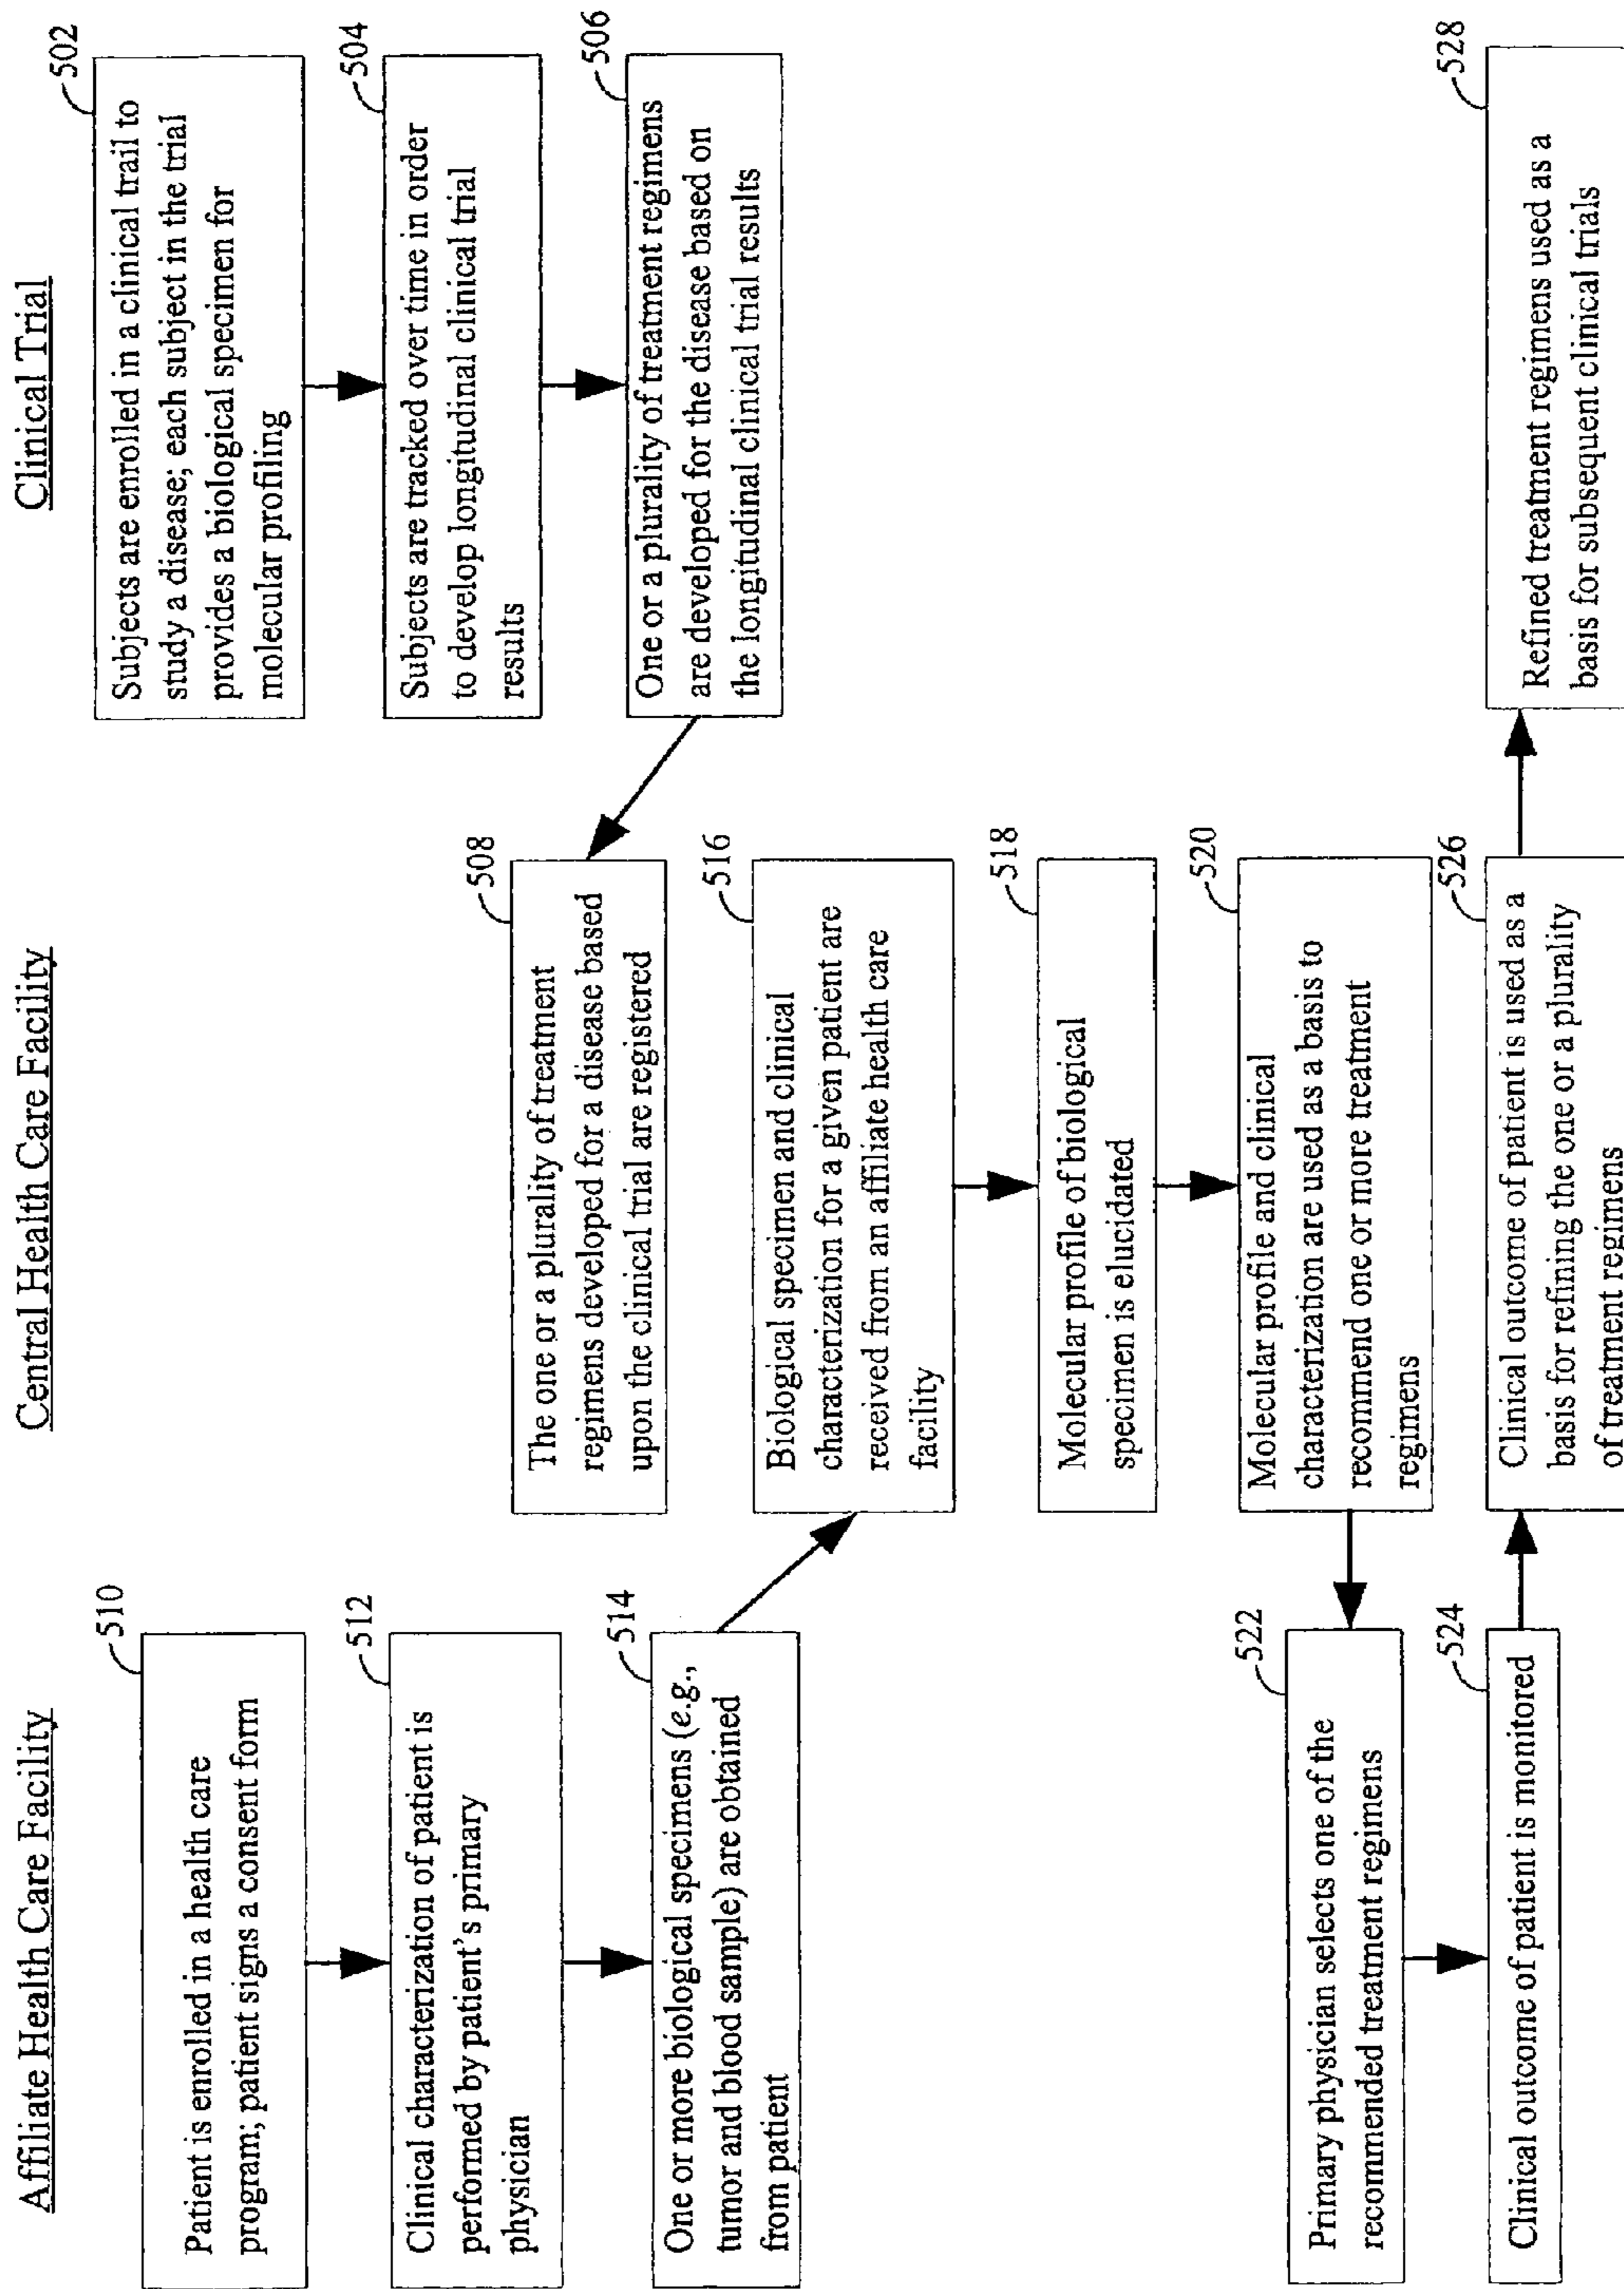 Affiliate Health Care Facility
Central Health Care Facility
Clinical Trial
502
Subjects are enrolled in a clinical trail to
study a disease; each subject in the trial
provides a biological specimen for
molecular profiling
504
Subjects are tracked over time in order
to develop longitudinal clinical trial
results
506
One or a plurality of treatment regimens
are developed for the disease based on
the longitudinal clinical trial results
508
The one or a plurality of treatment
regimens developed for a disease based
upon the clinical trial are registered
510
Patient is enrolled in a health care
program; patient signs a consent form
512
Clinical characterization of patient is
performed by patient's primary
physician
514
One or more biological specimens (e.g.,
tumor and blood sample) are obtained
from patient
516
Biological specimen and clinical
characterization for a given patient are
received from an affiliate health care
facility
518
Molecular profile of biological
specimen is elucidated
520
Molecular profile and clinical
characterization are used as a basis to
recommend one or more treatment
regimens
522
Primary physician selects one of the
recommended treatment regimens
524
Clinical outcome of patient is monitored
526
Clinical outcome of patient is used as a
basis for refining the one or a plurality
of treatment regimens
528
Refined treatment regimens used as a
basis for subsequent clinical trials